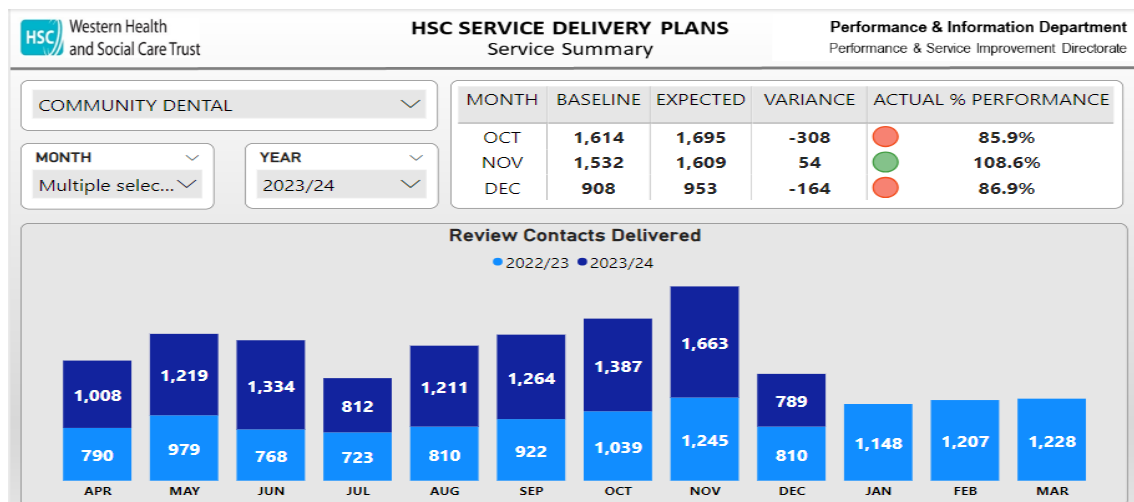 HSC
Western Health
and Social Care Trust
HSC SERVICE DELIVERY PLANS
Service Summary
Performance & Information Department
Performance & Service Improvement Directorate
COMMUNITY DENTAL
MONTH
Multiple selec...
YEAR
2023/24
MONTH BASELINE EXPECTED VARIANCE ACTUAL % PERFORMANCE
OCT 1,614 1,695 -308 85.9%
NOV 1,532 1,609 54 108.6%
DEC 908 953 -164 86.9%
Review Contacts Delivered
2022/23 2023/24
1,008 1,219 1,334 812 1,211 1,264 1,387 1,663 789
790 979 768 723 810 922 1,039 1,245 810 1,148 1,207 1,228
APR MAY JUN JUL AUG SEP OCT NOV DEC JAN FEB MAR